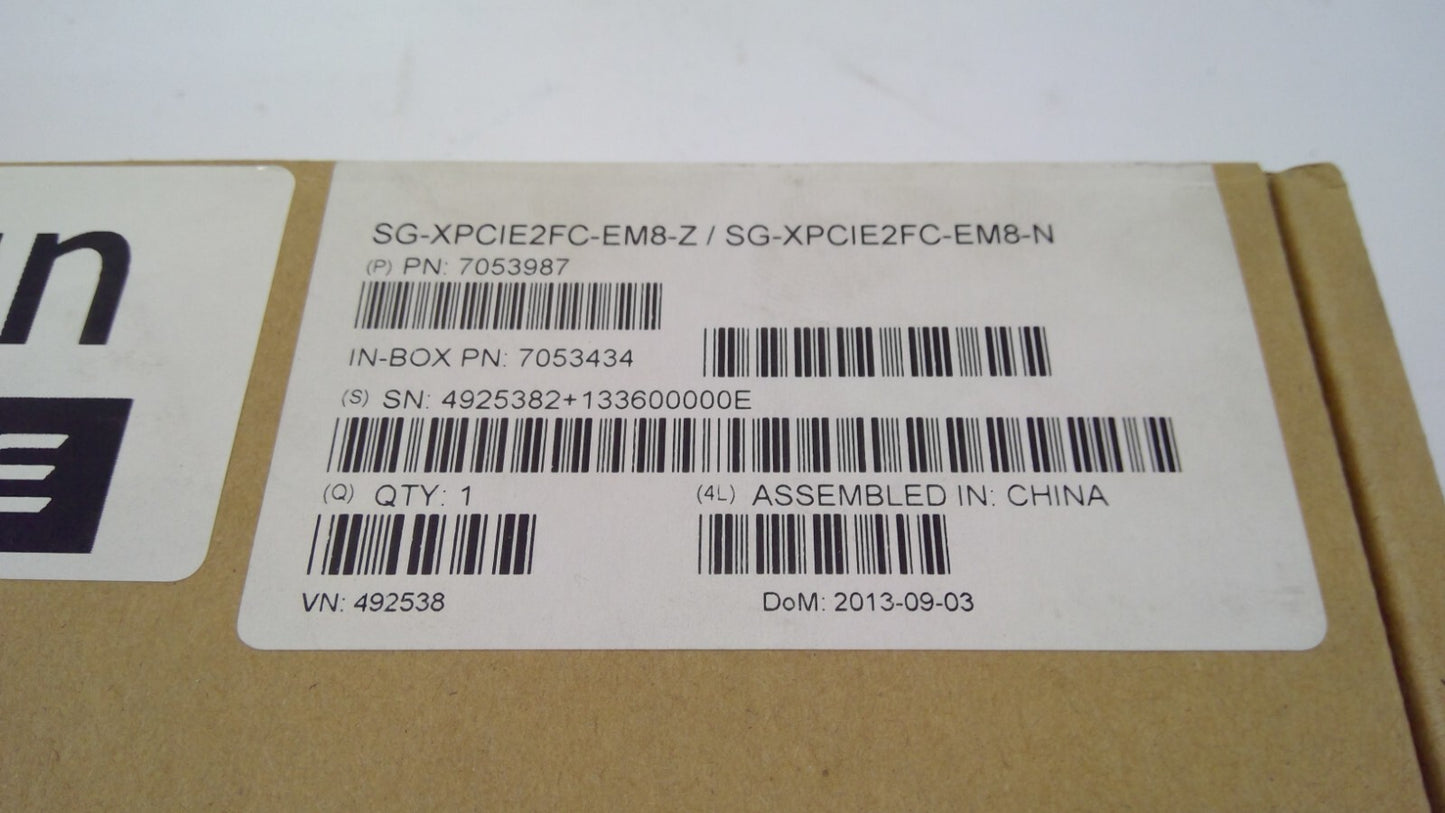 SG-XPCIE2FC-EM8-Z / SG-XPCIE2FC-EM8-N
(P) PN: 7053987
IN-BOX PN: 7053434
(S) SN: 4925382+133600000E
(Q) QTY: 1
(4L) ASSEMBLED IN: CHINA
VN: 492538
DoM: 2013-09-03